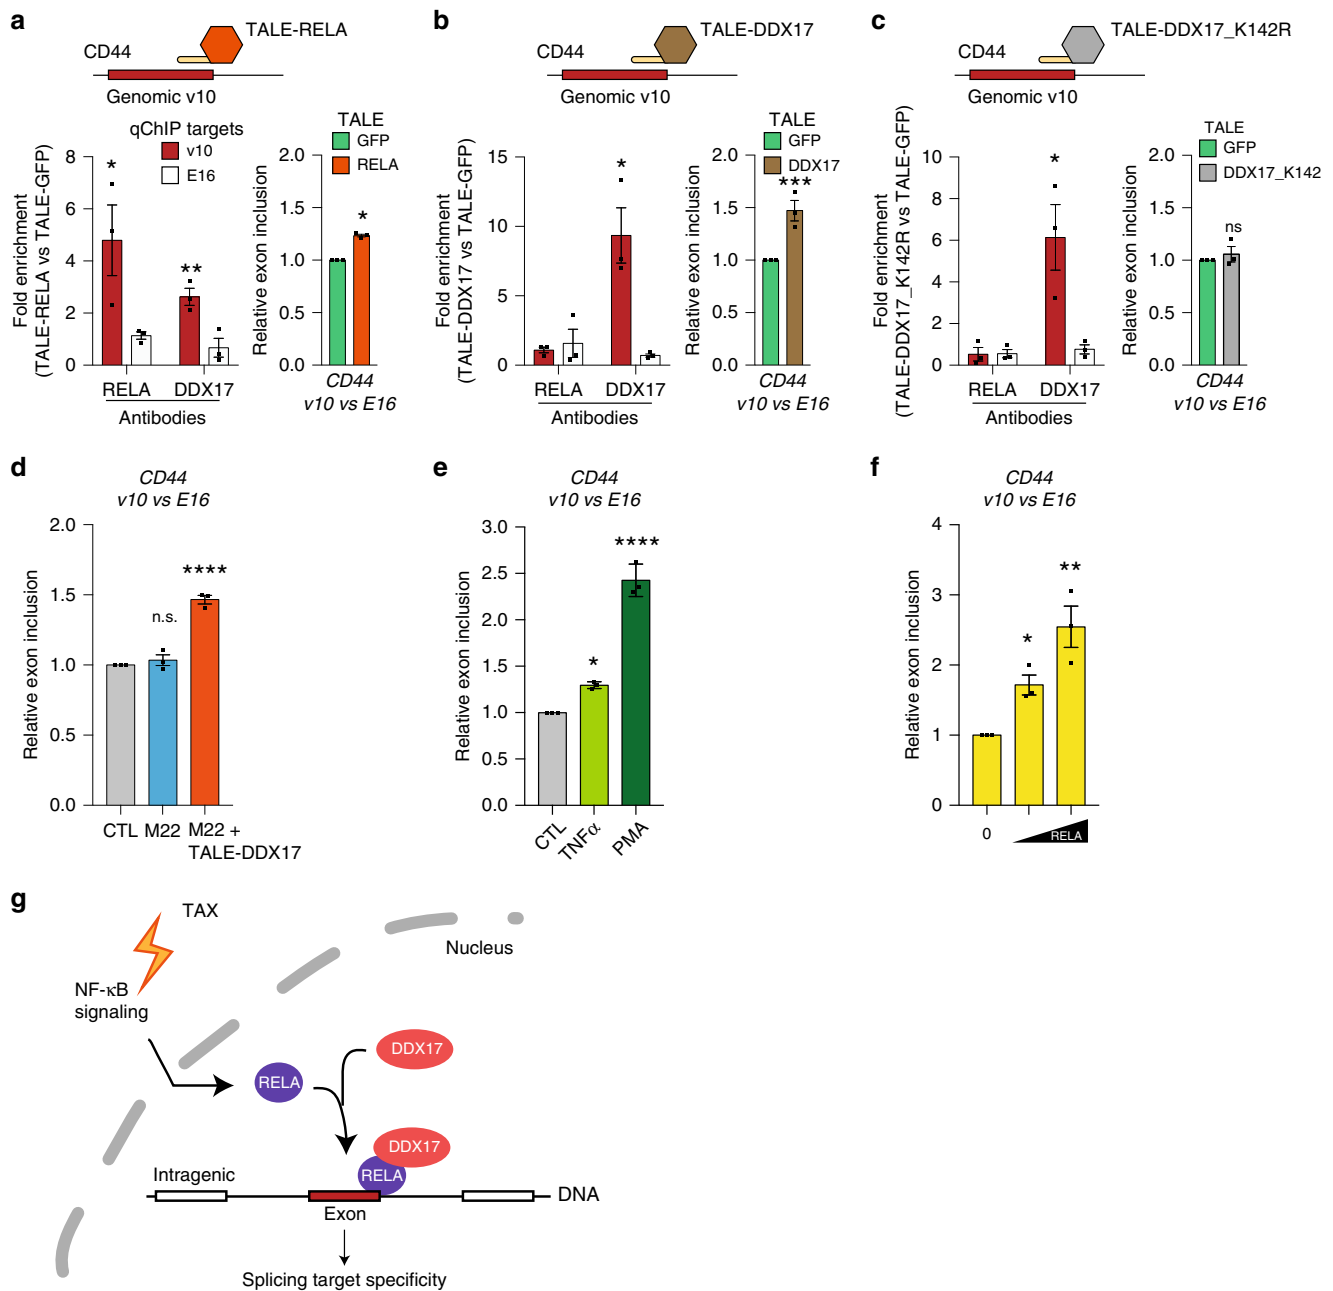 a
TALE-RELA
CD44
Genomic v10
qChIP targets
v10
E16
Fold enrichment
(TALE-RELA vs TALE-GFP)
8
6
4
2
0
*
**
RELA
DDX17
Antibodies
TALE
GFP
RELA
Relative exon inclusion
2.0
1.5
1.0
0.5
0.0
*
CD44
v10 vs E16
b
TALE-DDX17
CD44
Genomic v10
Fold enrichment
(TALE-DDX17 vs TALE-GFP)
15
10
5
0
*
RELA
DDX17
Antibodies
TALE
GFP
DDX17
Relative exon inclusion
2.0
1.5
1.0
0.5
0.0
***
CD44
v10 vs E16
c
TALE-DDX17_K142R
CD44
Genomic v10
Fold enrichment
(TALE-DDX17_K142R vs TALE-GFP)
10
8
6
4
2
0
*
RELA
DDX17
Antibodies
TALE
GFP
DDX17_K142
Relative exon inclusion
2.0
1.5
1.0
0.5
0.0
ns
CD44
v10 vs E16
d
CD44
v10 vs E16
Relative exon inclusion
2.0
1.5
1.0
0.5
0.0
n.s.
****
CTL
M22
M22 +
TALE-DDX17
e
CD44
v10 vs E16
Relative exon inclusion
3.0
2.5
2.0
1.5
1.0
0.5
0.0
*
****
CTL
TNFα
PMA
f
CD44
v10 vs E16
Relative exon inclusion
4
3
2
1
0
*
**
0
RELA
g
TAX
Nucleus
NF-κB
signaling
RELA
DDX17
DDX17
RELA
Intragenic
DNA
Exon
Splicing target specificity